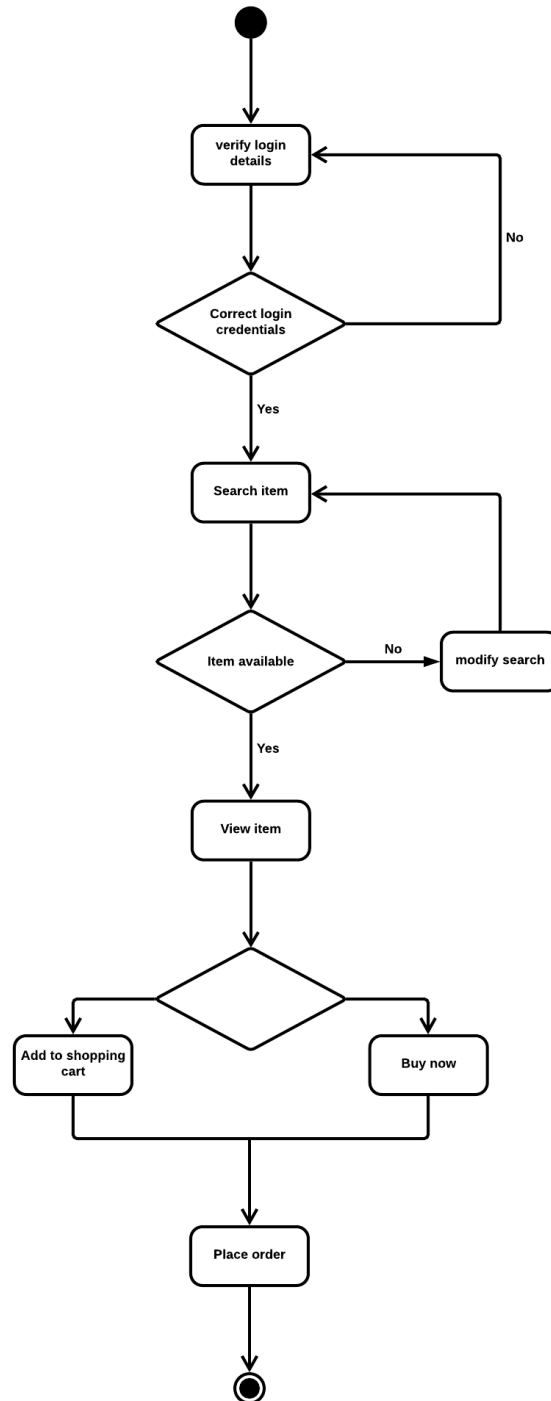 verify login
details
No
Correct login
credentials
Yes
Search item
Item available
No
modify search
Yes
View item
Add to shopping
cart
Buy now
Place order